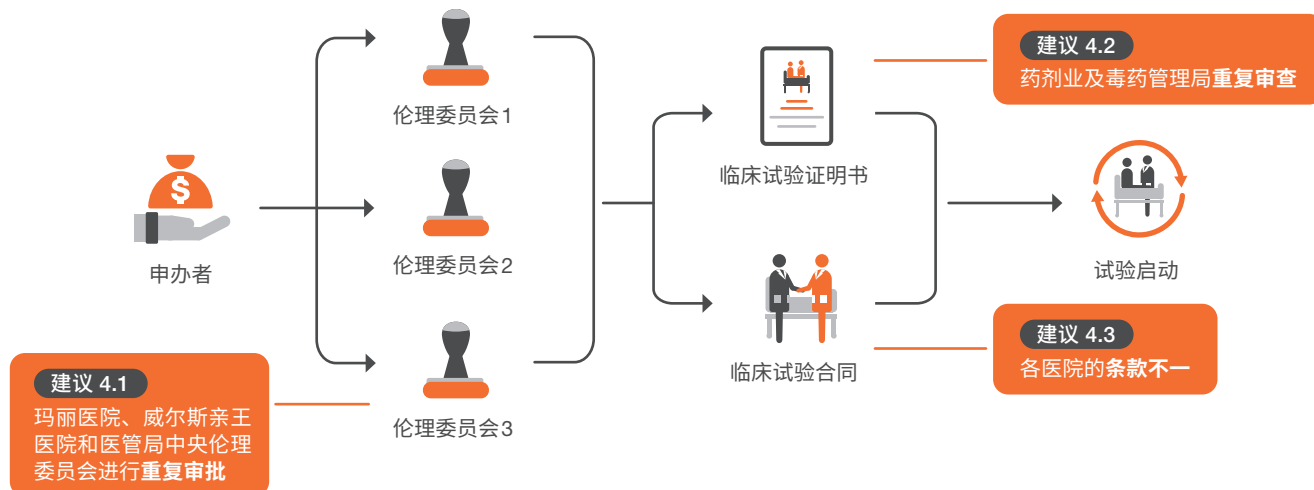 建议 4.2
药剂业及毒药管理局重复审查
伦理委员会1
临床试验证明书
$
伦理委员会2
申办者
试验启动
建议 4.3
各医院的条款不一
临床试验合同
建议 4.1
玛丽医院、威尔斯亲王
医院和医管局中央伦理
委员会进行重复审批
伦理委员会3